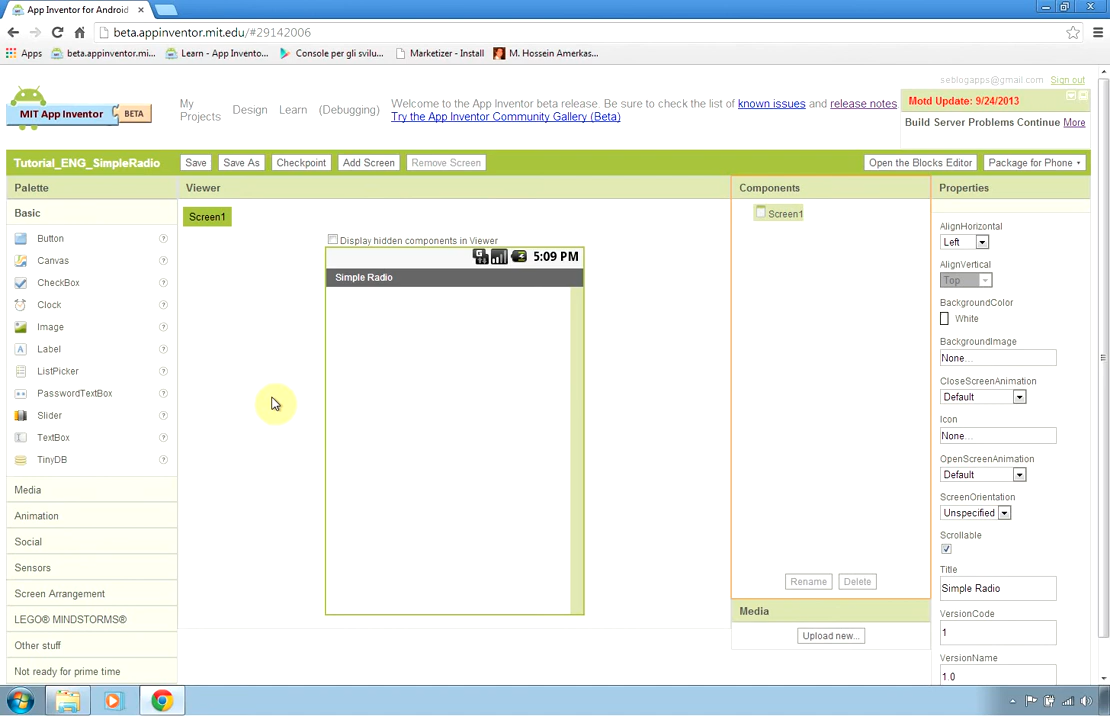 App Inventor for Android
beta.appinventor.mit.edu/#29142006
Apps
beta.appinventor.mi...
Learn - App Invento...
Console per gli svilu...
Marketizer - Install
M. Hossein Amerkas...
seblogapps@gmail.com Sign out
MIT App Inventor BETA
My Projects
Design
Learn
(Debugging)
Welcome to the App Inventor beta release. Be sure to check the list of known issues and release notes
Try the App Inventor Community Gallery (Beta)
Motd Update: 9/24/2013
Build Server Problems Continue More
Tutorial_ENG_SimpleRadio
Save
Save As
Checkpoint
Add Screen
Remove Screen
Open the Blocks Editor
Package for Phone
Palette
Basic
Button ?
Canvas ?
CheckBox ?
Clock ?
Image ?
Label ?
ListPicker ?
PasswordTextBox ?
Slider ?
TextBox ?
TinyDB ?
Media
Animation
Social
Sensors
Screen Arrangement
LEGO® MINDSTORMS®
Other stuff
Not ready for prime time
Viewer
Screen1
Display hidden components in Viewer
5:09 PM
Simple Radio
Components
Screen1
Rename
Delete
Media
Upload new...
Properties
AlignHorizontal
Left
AlignVertical
Top
BackgroundColor
White
BackgroundImage
None...
CloseScreenAnimation
Default
Icon
None...
OpenScreenAnimation
Default
ScreenOrientation
Unspecified
Scrollable
Title
Simple Radio
VersionCode
1
VersionName
1.0